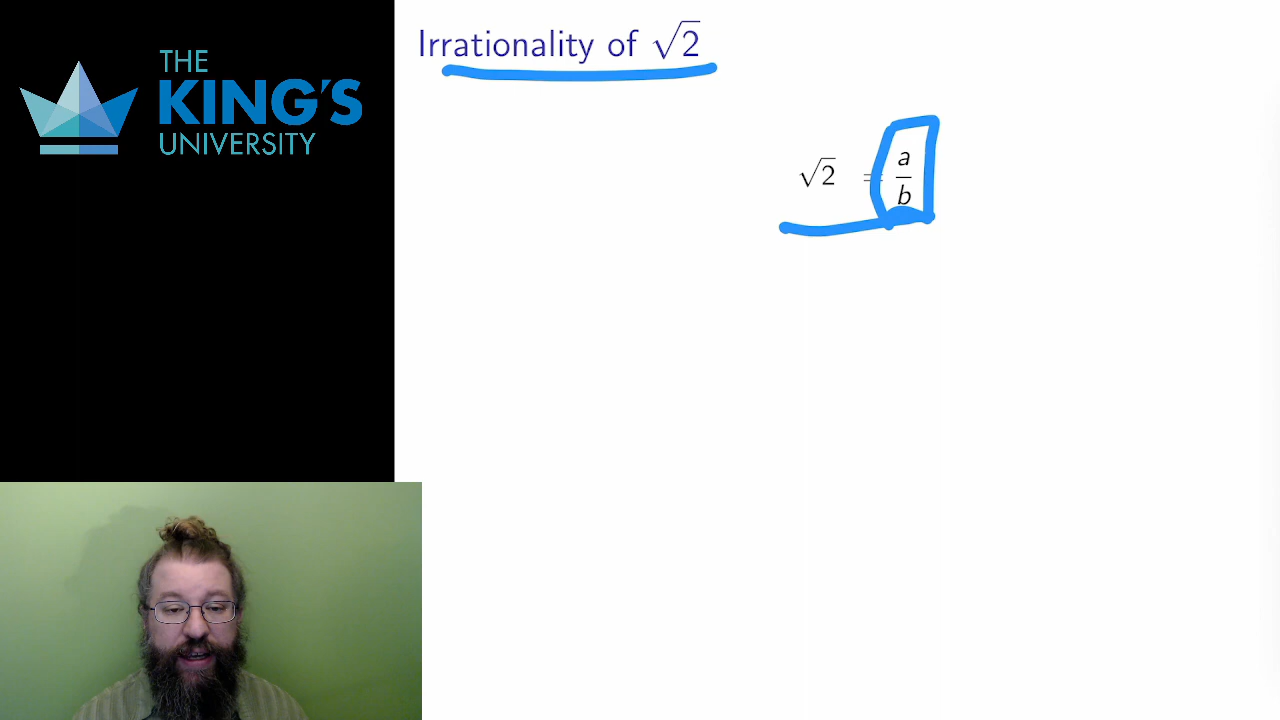 THE
KING'S
UNIVERSITY
Irrationality of √2
√2 = a/b